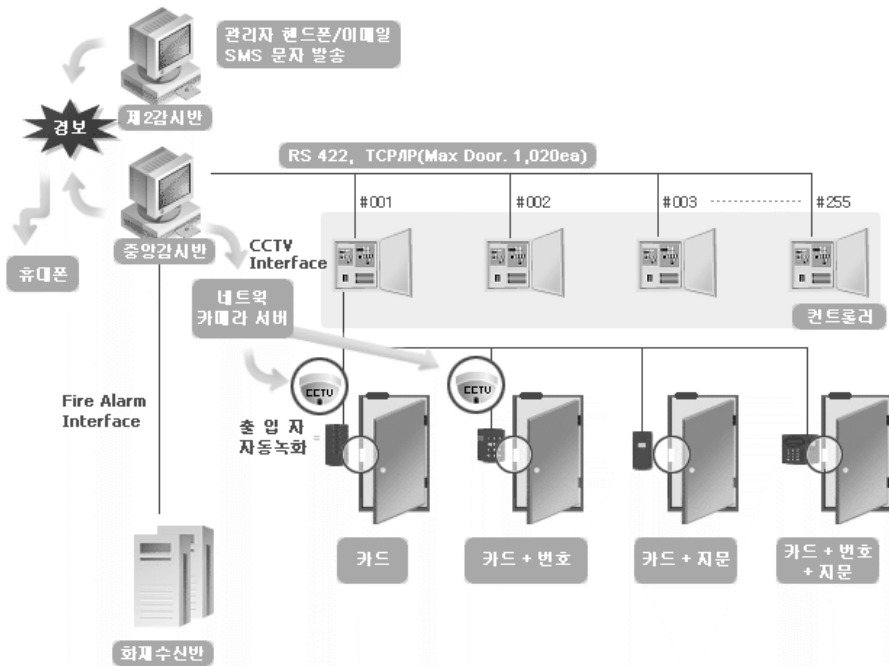 관리자 핸드폰/이메일
SMS 문자 발송
제2감시반
경보
RS 422, TCP/IP(Max Door. 1,020ea)
#001
#002
#003
#255
중앙감시반
휴대폰
CCTV
Interface
네트웍
카메라 서버
컨트롤러
CCTV
CCTV
Fire Alarm
Interface
출 입 자
자동녹화
카드
카드 + 번호
카드 + 지문
카드 + 번호
+ 지문
화재수신반